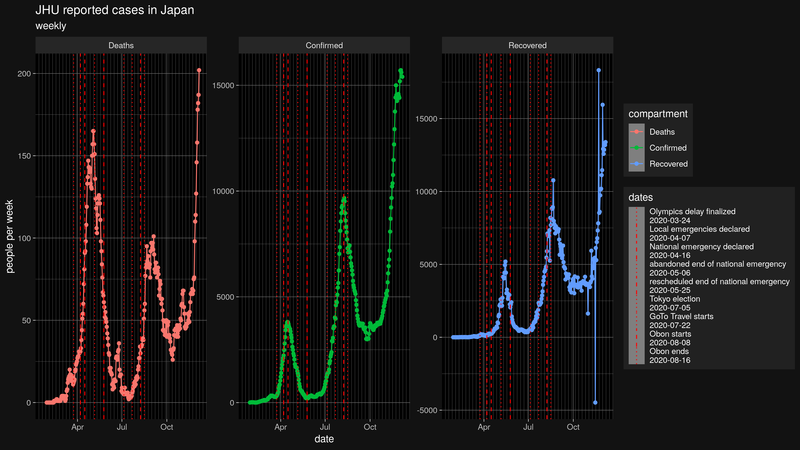 JHU reported cases in Japan
weekly
Deaths
Confirmed
Recovered
people per week
200
150
100
50
0
15000
10000
5000
0
15000
10000
5000
0
-5000
Apr Jul Oct
Apr Jul Oct
Apr Jul Oct
date
compartment
Deaths
Confirmed
Recovered
dates
Olympics delay finalized
2020-03-24
Local emergencies declared
2020-04-07
National emergency declared
2020-04-16
abandoned end of national emergency
2020-05-06
rescheduled end of national emergency
2020-05-25
Tokyo election
2020-07-05
GoTo Travel starts
2020-07-22
Obon starts
2020-08-08
Obon ends
2020-08-16